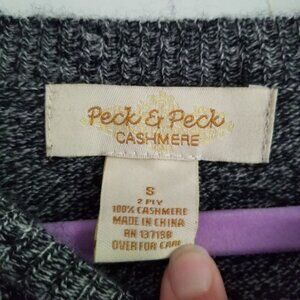 Peck & Peck
CASHMERE
S
2 PLY
100% CASHMERE
MADE IN CHINA
RN 137198
OVER FOR CARE